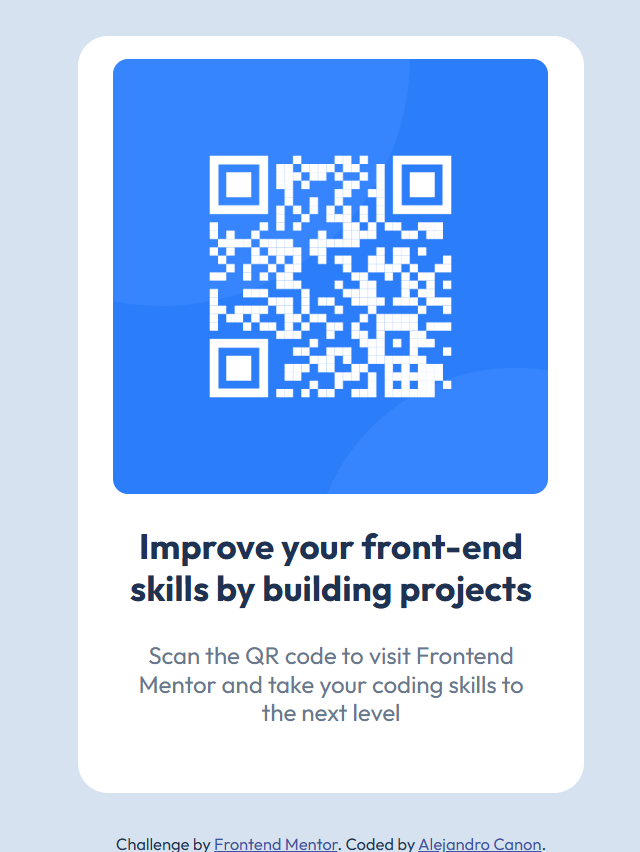 Improve your front-end
skills by building projects
Scan the QR code to visit Frontend
Mentor and take your coding skills to
the next level
Challenge by Frontend Mentor. Coded by Alejandro Canon.